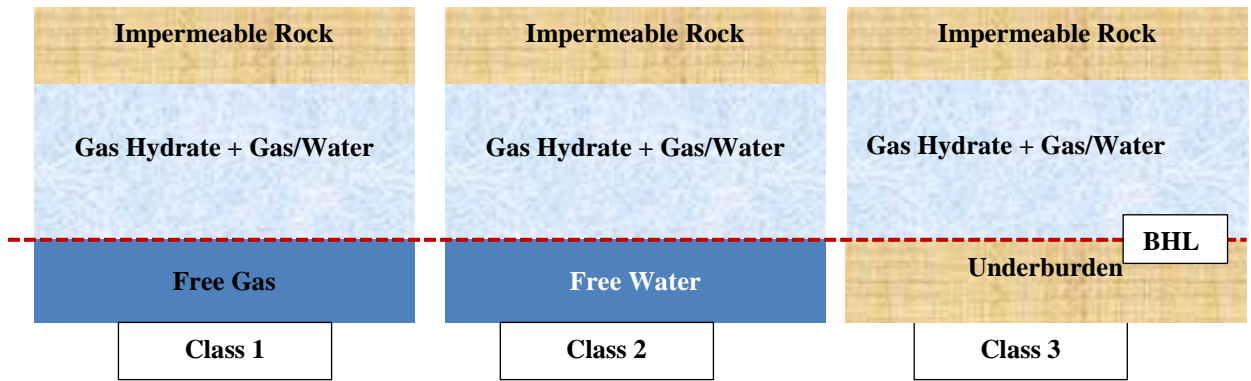 Impermeable Rock
Impermeable Rock
Impermeable Rock
Gas Hydrate + Gas/Water
Gas Hydrate + Gas/Water
Gas Hydrate + Gas/Water
BHL
Free Gas
Free Water
Underburden
Class 1
Class 2
Class 3